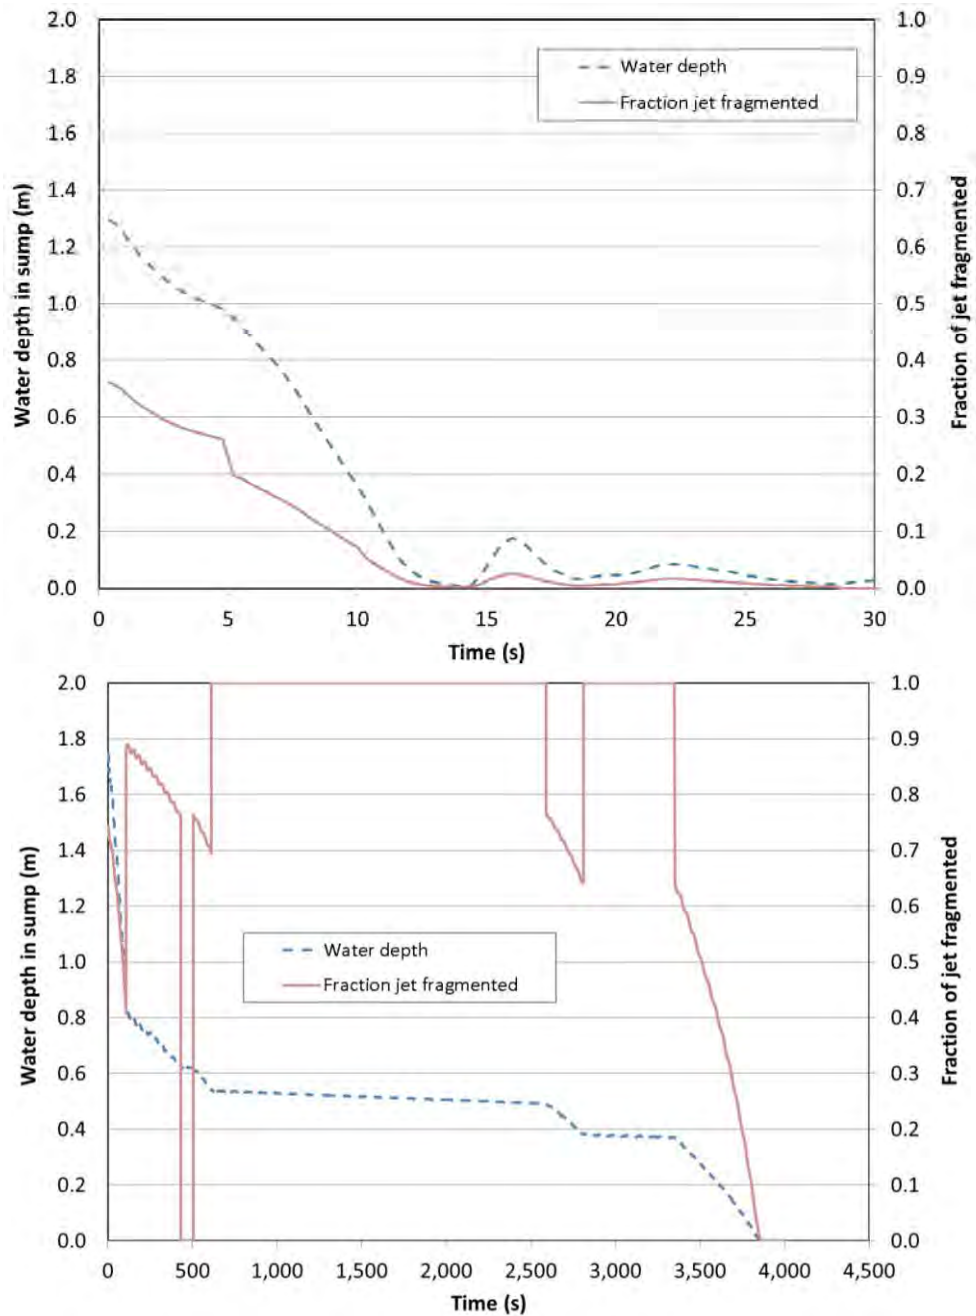 2.0 1.0
1.8 0.9
Water depth
1.6 Fraction jet fragmented 0.8
1.4 0.7
1.2 0.6
1.0 0.5
0.8 0.4
0.6 0.3
0.4 0.2
0.2 0.1
0.0 0.0
0 5 10 15 20 25 30
Water depth in sump (m)
Fraction of jet fragmented
Time (s)
2.0 1.0
1.8 0.9
1.6 0.8
1.4 0.7
1.2 0.6
1.0 Water depth 0.5
Fraction jet fragmented
0.8 0.4
0.6 0.3
0.4 0.2
0.2 0.1
0.0 0.0
0 500 1,000 1,500 2,000 2,500 3,000 3,500 4,000 4,500
Water depth in sump (m)
Fraction of jet fragmented
Time (s)